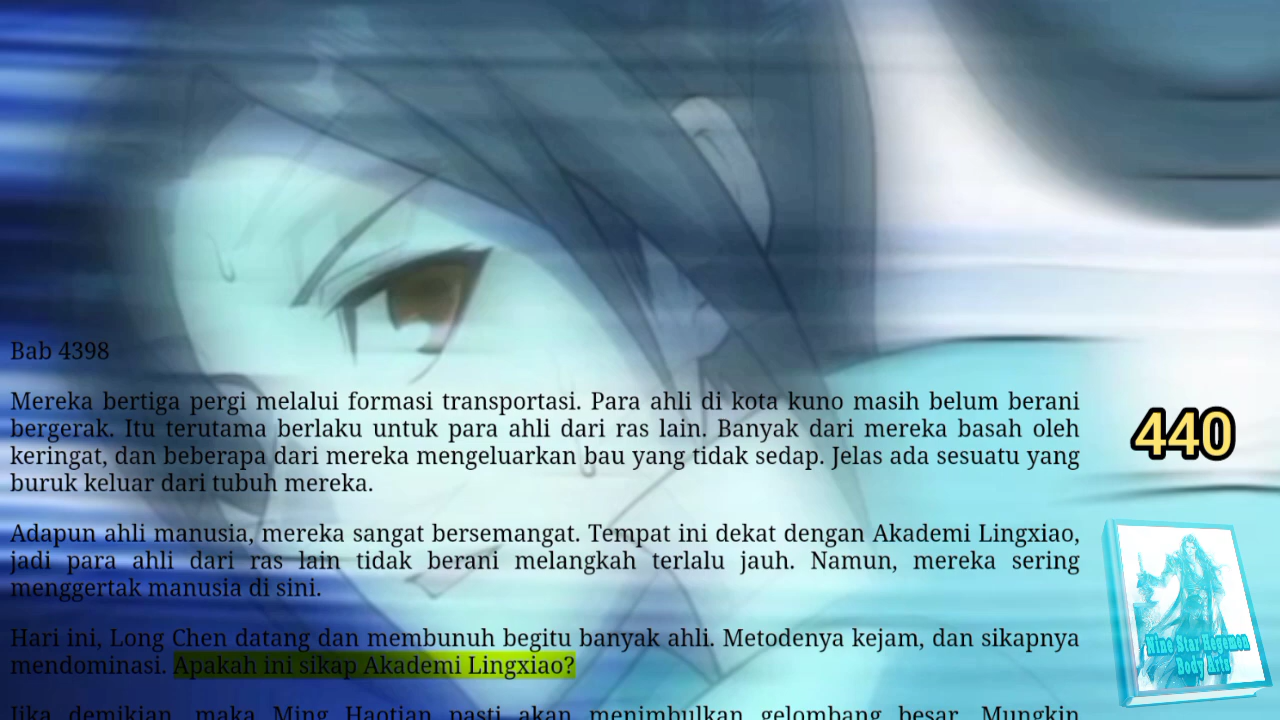 Bab 4398
Mereka bertiga pergi melalui formasi transportasi. Para ahli di kota kuno masih belum berani
bergerak. Itu terutama berlaku untuk para ahli dari ras lain. Banyak dari mereka basah oleh
keringat, dan beberapa dari mereka mengeluarkan bau yang tidak sedap. Jelas ada sesuatu yang
buruk keluar dari tubuh mereka.
440
Adapun ahli manusia, mereka sangat bersemangat. Tempat ini dekat dengan Akademi Lingxiao,
jadi para ahli dari ras lain tidak berani melangkah terlalu jauh. Namun, mereka sering
menggertak manusia di sini.
Hari ini, Long Chen datang dan membunuh begitu banyak ahli. Metodenya kejam, dan sikapnya
mendominasi. Apakah ini sikap Akademi Lingxiao?
Nine Star Hegemon
Body Arts
Jika demikian, maka Ming Haotian pasti akan menimbulkan gelombang besar. Mungkin